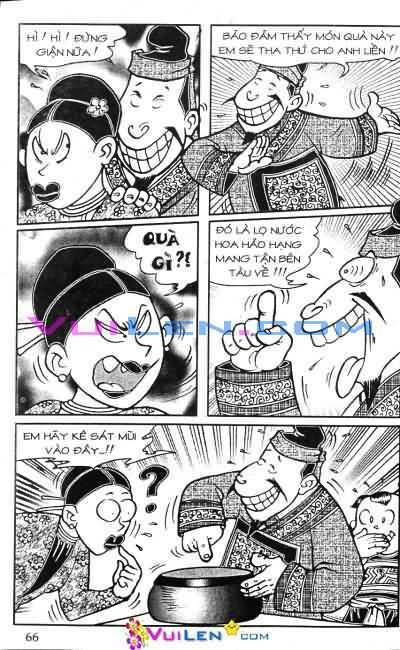 HÌ! HÌ! ĐỪNG
GIẬN NỮA!
BẢO ĐẢM THẤY MÓN QUÀ NÀY
EM SẼ THA THỨ CHO ANH LIỀN!!
QUÀ
GÌ?!
ĐÓ LÀ LỌ NƯỚC
HOA HẢO HẠNG
MANG TẬN BÊN
TÀU VỀ!!!
VuiLen.com
EM HÃY KÊ SÁT MŨI
VÀO ĐÂY...!!
?
66
VuiLen.com